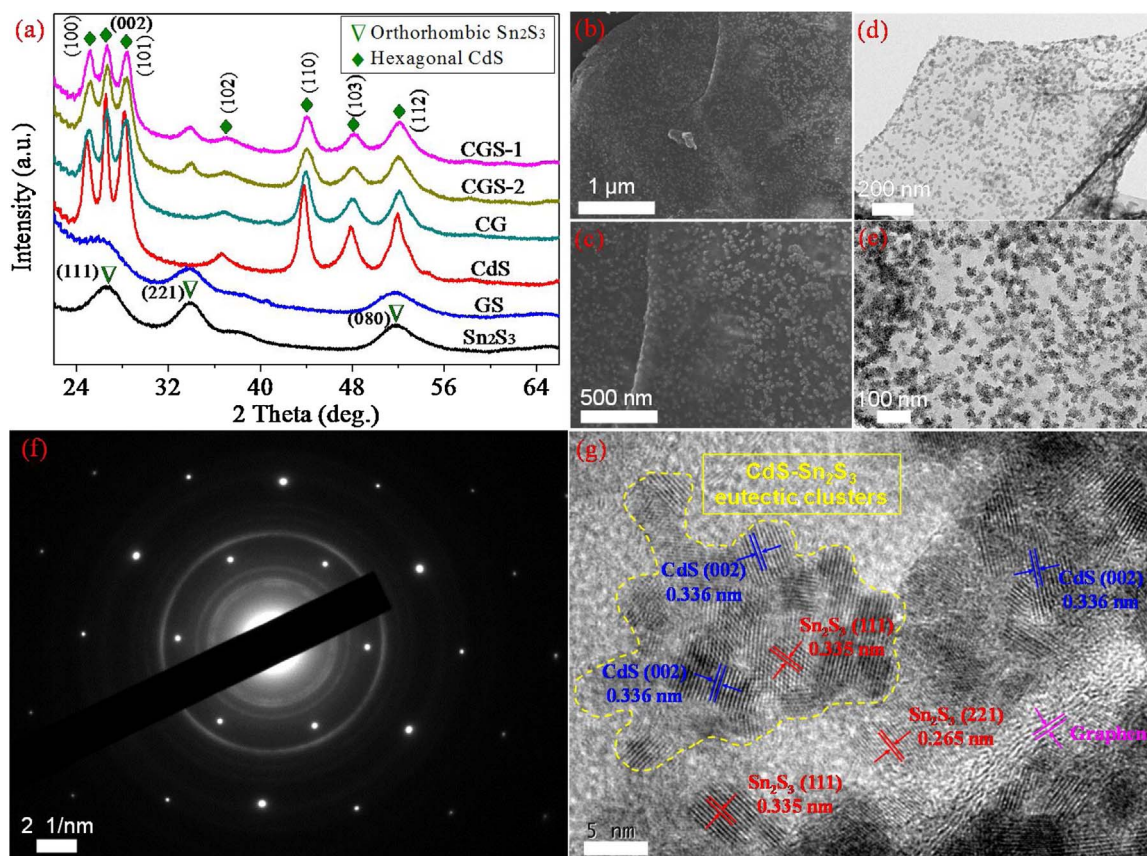 (a)
(100)
(002)
(101)
(102)
(110)
(103)
(112)
▽ Orthorhombic Sn₂S₃
◆ Hexagonal CdS
CGS-1
CGS-2
CG
CdS
GS
Sn₂S₃
(111)
(221)
(080)
Intensity (a.u.)
22 32 40 48 56 66
2 Theta (deg.)
(b)
1 µm
(c)
500 nm
(d)
200 nm
(e)
100 nm
(f)
2 1/nm
(g)
CdS-Sn₂S₃
eutectic clusters
CdS (002)
0.336 nm
CdS (002)
0.336 nm
Sn₂S₃ (111)
0.335 nm
CdS (002)
0.336 nm
Sn₂S₃ (221)
0.265 nm
Graphen
Sn₂S₃ (111)
0.335 nm
5 nm